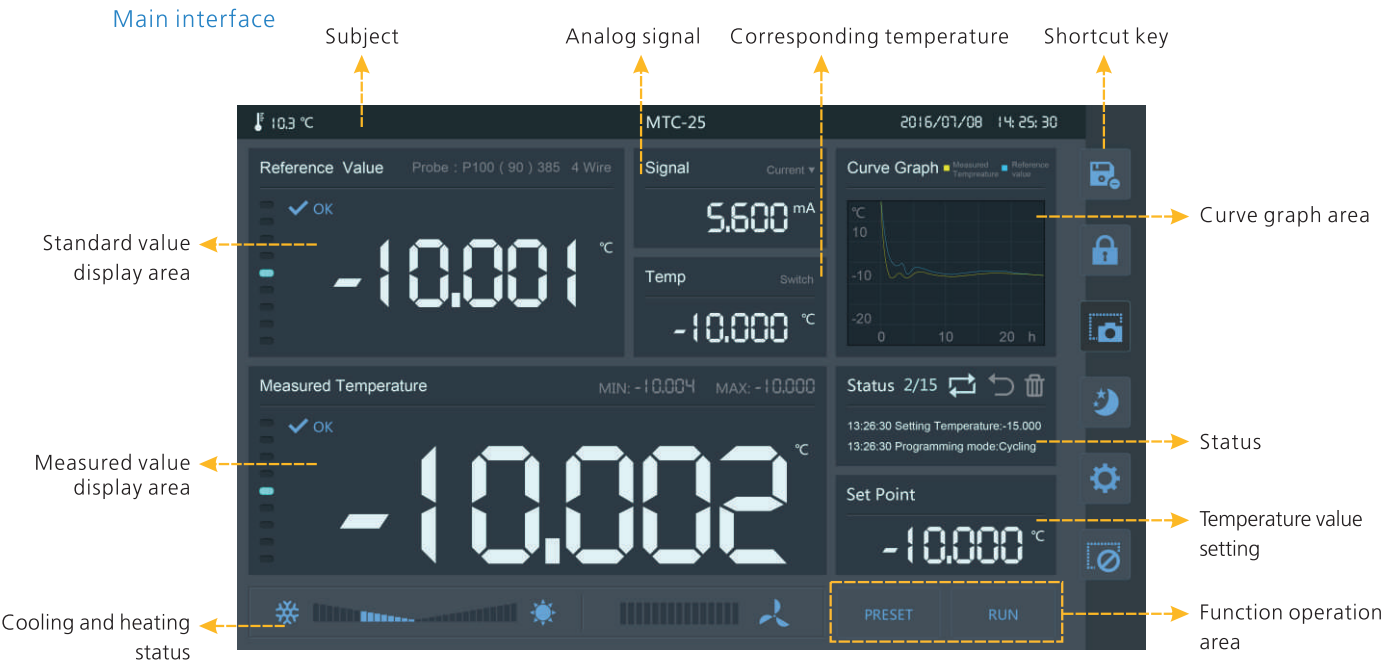 Main interface
Subject
Analog signal
Corresponding temperature
Shortcut key
10.3 ℃
MTC-25
2016/07/08 14:25:30
Reference Value
Probe : P100 ( 90 ) 385 4 Wire
OK
-10.001 ℃
Signal
Current ▾
5.600 mA
Temp
Switch
-10.000 ℃
Curve Graph
Measured
Tempreature
Reference
value
℃
10
-10
-20
0 10 20 h
Standard value
display area
Curve graph area
Measured Temperature
MIN: -10.004 MAX: -10.000
OK
-10.002 ℃
Status 2/15
13:26:30 Setting Temperature:-15.000
13:26:30 Programming mode:Cycling
Set Point
-10.000 ℃
Measured value
display area
Status
Temperature value
setting
PRESET
RUN
Cooling and heating
status
Function operation
area